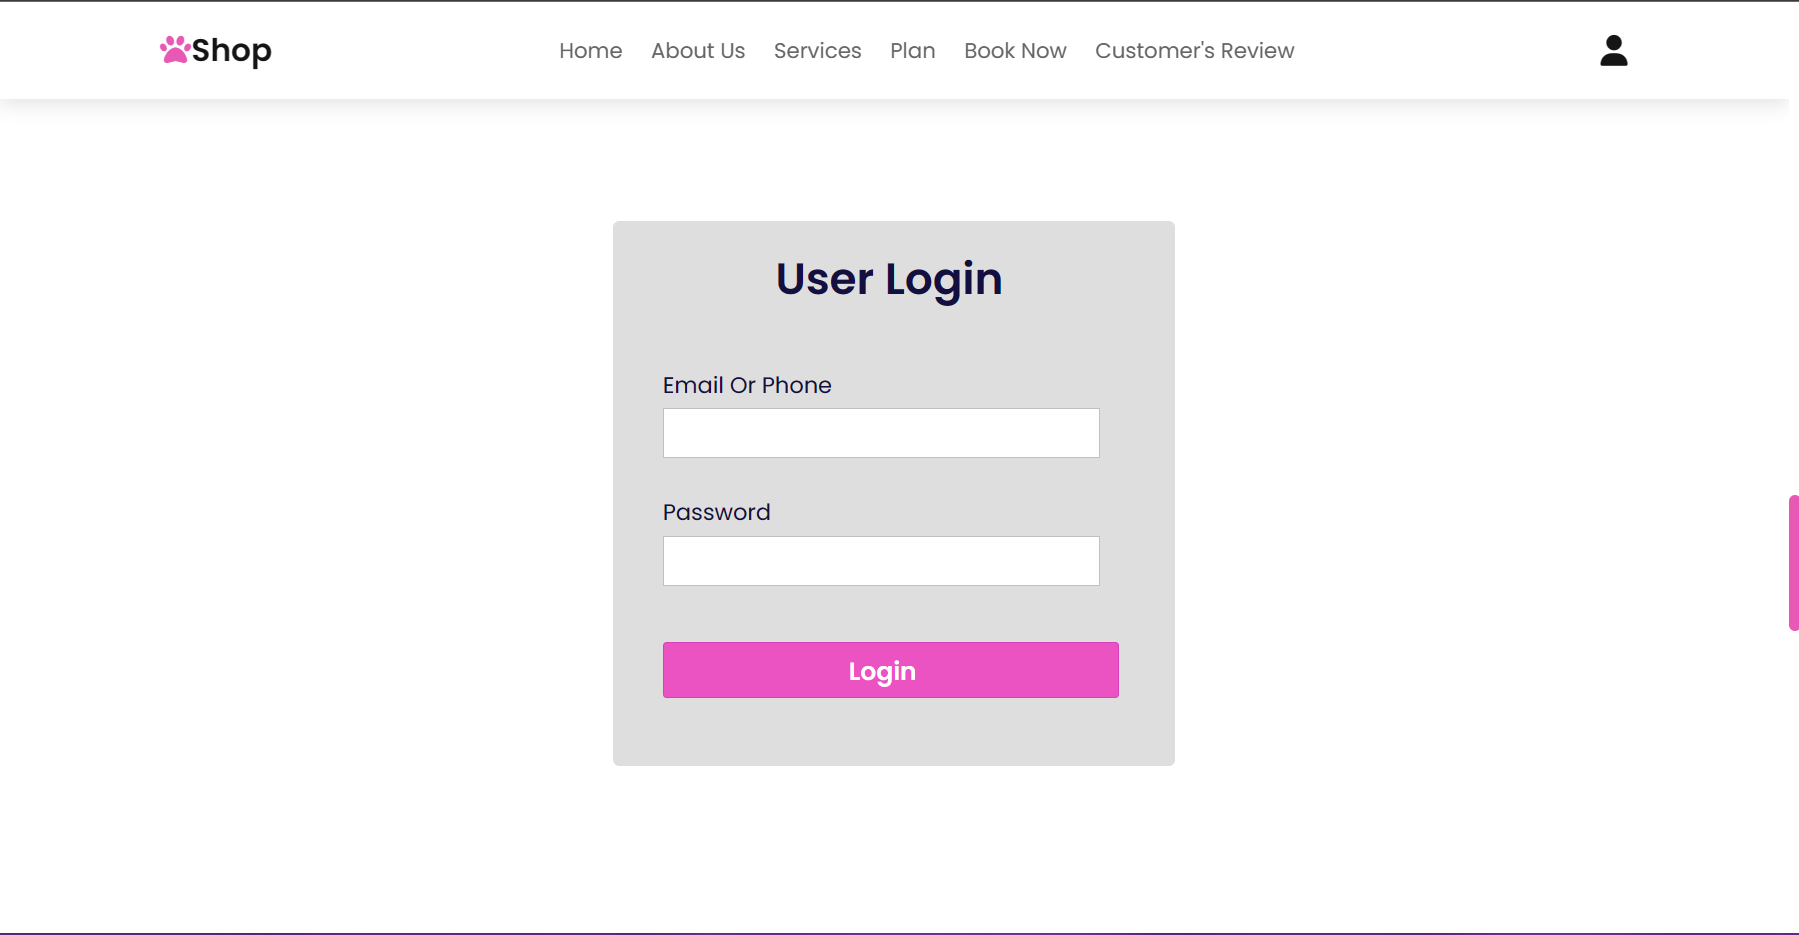 Shop
Home About Us Services Plan Book Now Customer's Review
User Login
Email Or Phone
Password
Login